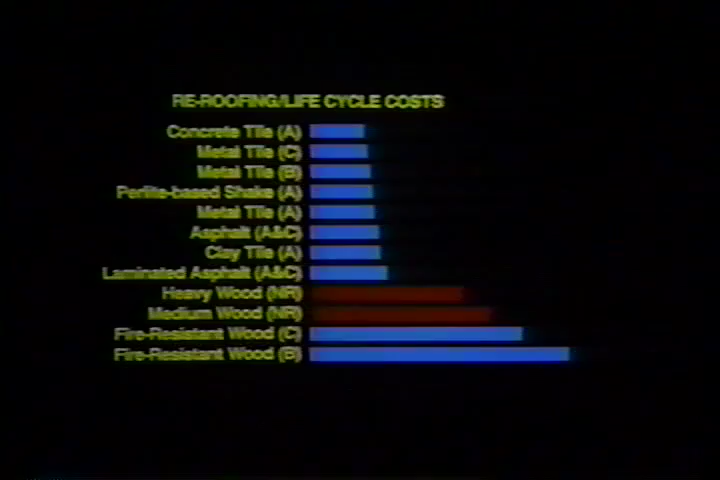 RE-ROOFING/LIFE CYCLE COSTS
Concrete Tile (A)
Metal Tile (C)
Metal Tile (B)
Perlite-based Shake (A)
Metal Tile (A)
Asphalt (A&C)
Clay Tile (A)
Laminated Asphalt (A&C)
Heavy Wood (NR)
Medium Wood (NR)
Fire-Resistant Wood (C)
Fire-Resistant Wood (B)